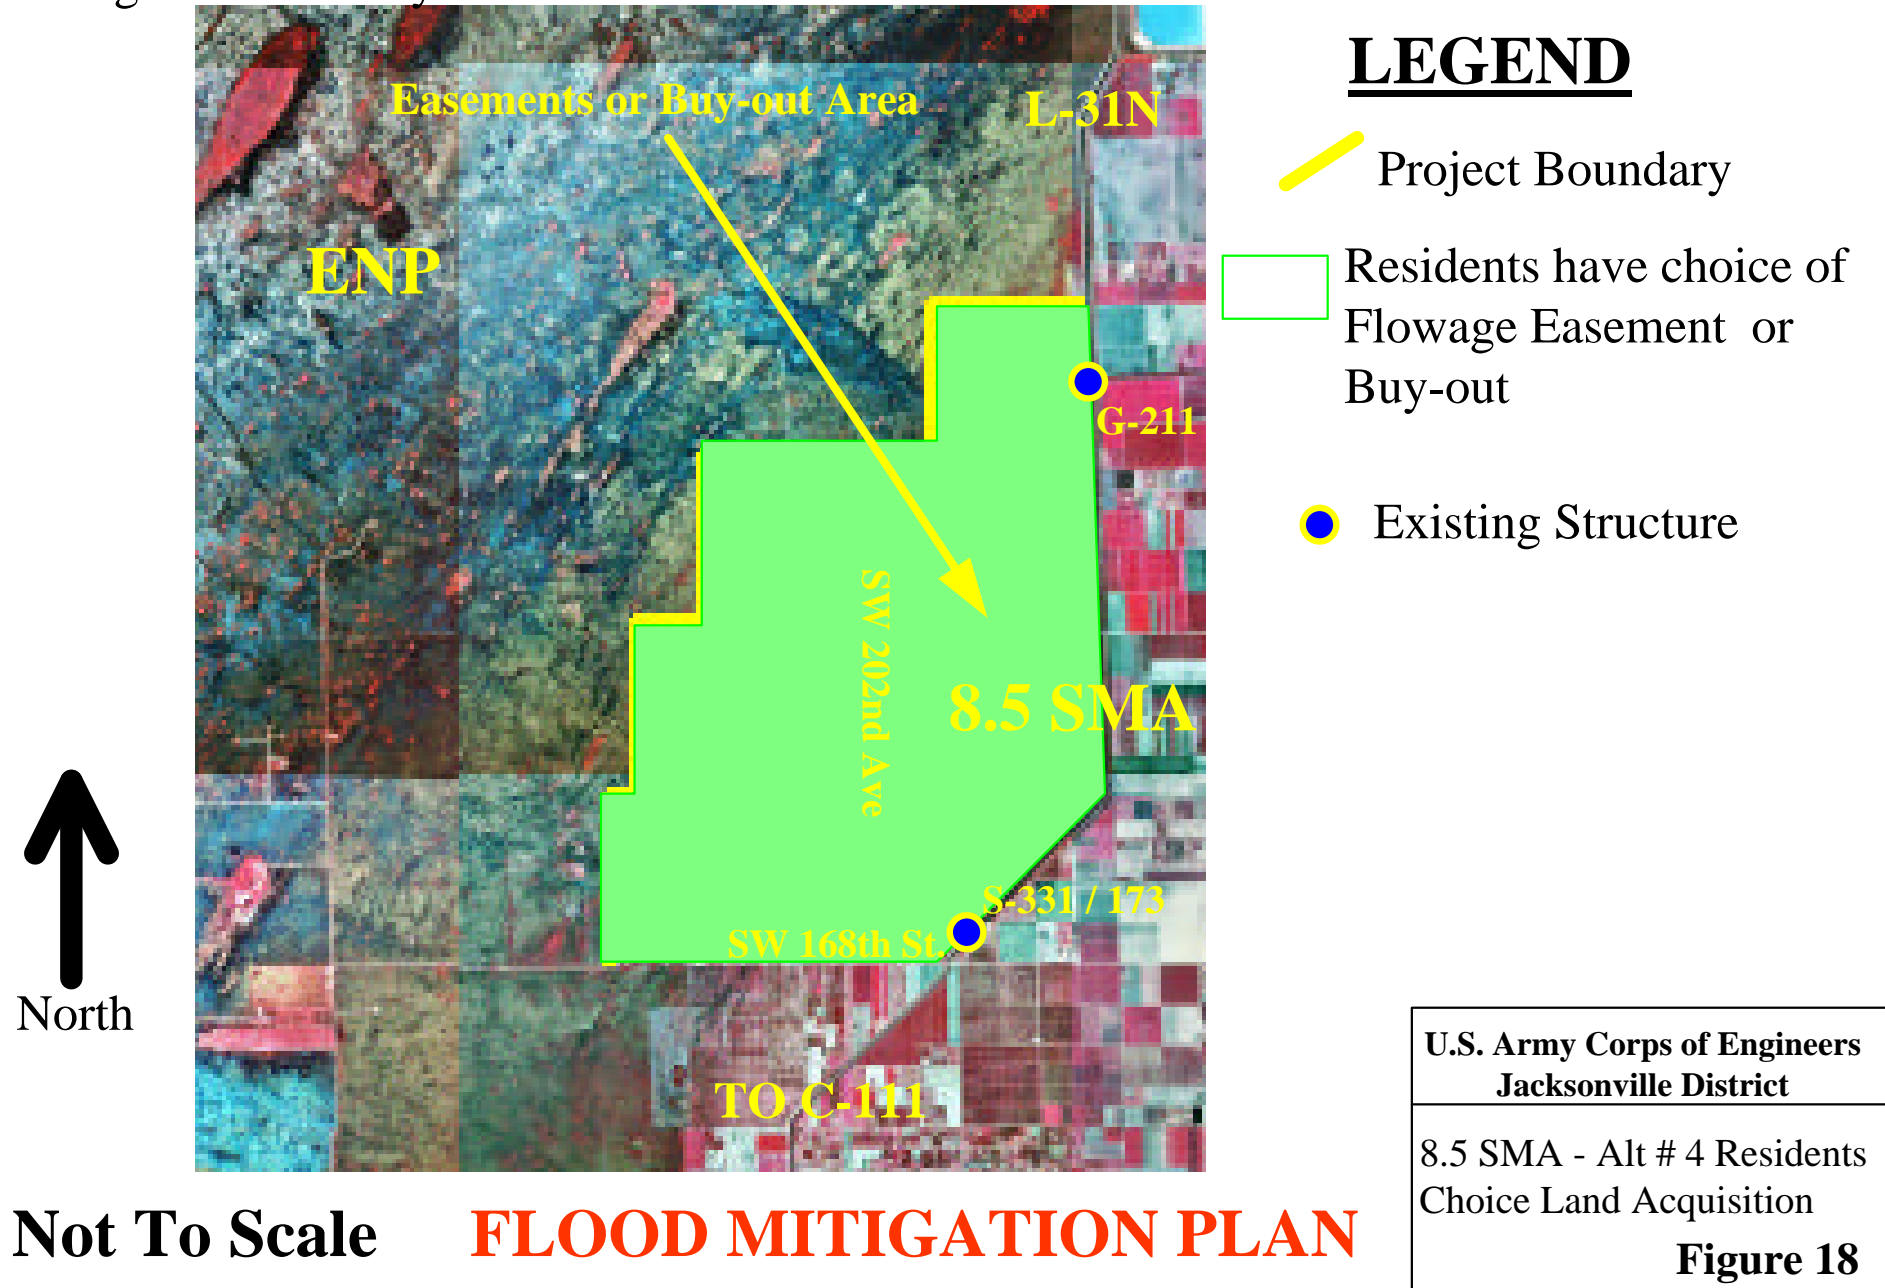 LEGEND
Project Boundary
Residents have choice of
Flowage Easement or
Buy-out
Existing Structure
Easements or Buy-out Area
L-31N
ENP
G-211
SW 202nd Ave
8.5 SMA
S-331 / 173
SW 168th St.
TO C-111
North
Not To Scale
FLOOD MITIGATION PLAN
U.S. Army Corps of Engineers
Jacksonville District
8.5 SMA - Alt # 4 Residents
Choice Land Acquisition
Figure 18